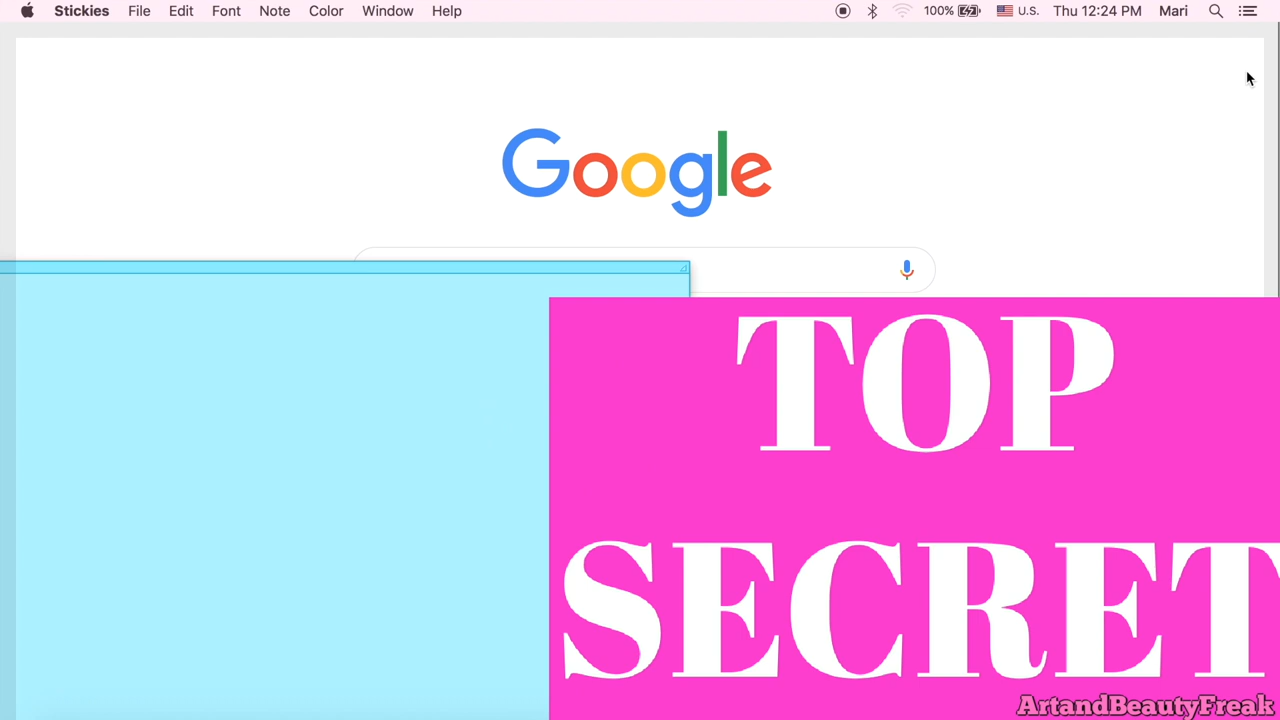 Stickies File Edit Font Note Color Window Help 100% U.S. Thu 12:24 PM Mari
Google
TOP
SECRET
ArtandBeautyFreak